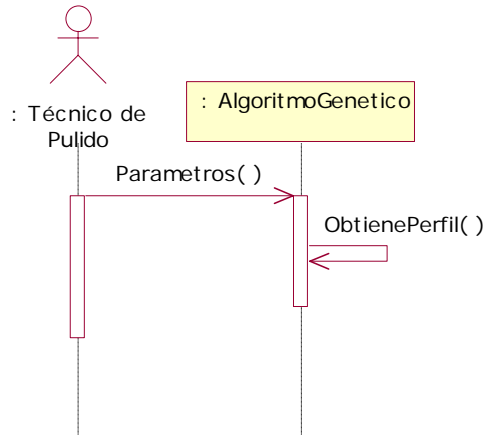 : Técnico de
Pulido
: AlgoritmoGenetico
Parametros( )
ObtienePerfil( )